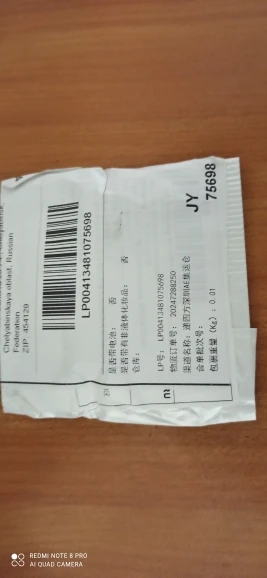 Chelyabinskaya oblast, Russian
Federation
ZIP: 454129
LP00413481075698
是否带电池： 否
是否带有非液体化妆品： 否
仓库：
LP号： LP00413481075698
物流订单号： 20247288250
渠道名称：递四方深圳AE集运仓
合单批次号：
包裹重量（Kg）：0.01
JY
75698
REDMI NOTE 8 PRO
AI QUAD CAMERA